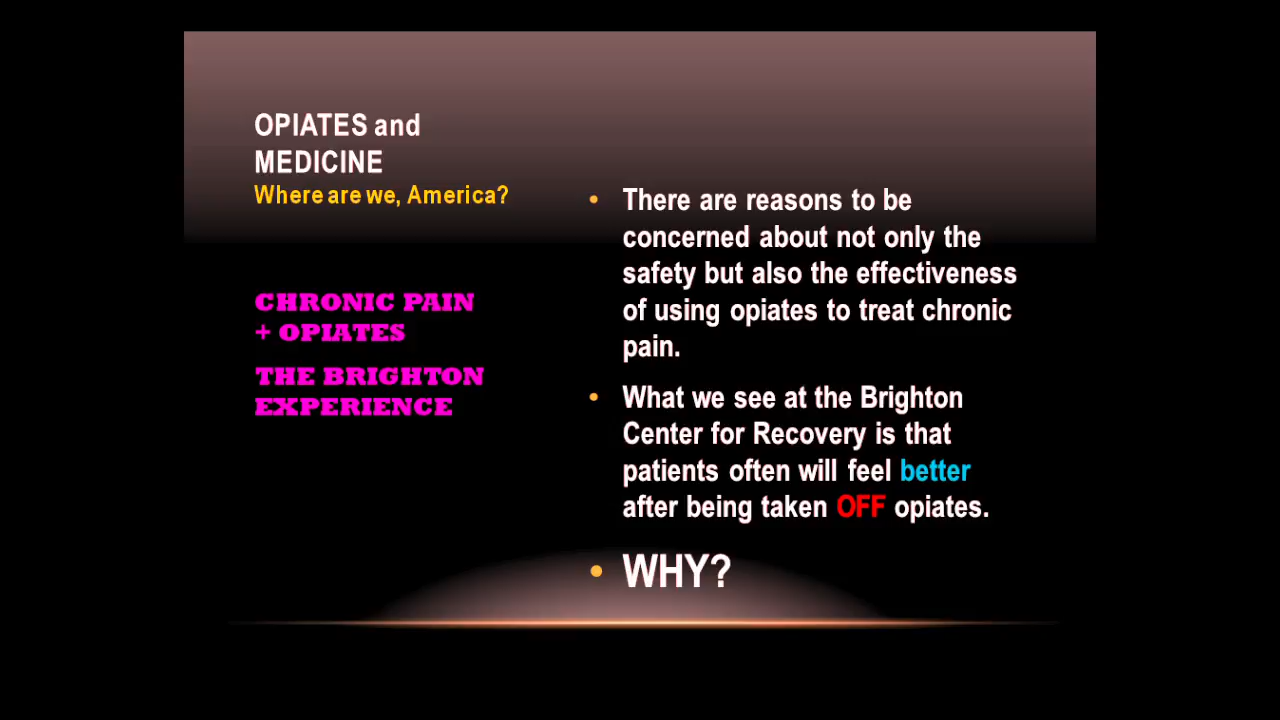 OPIATES and
MEDICINE
Where are we, America?
CHRONIC PAIN
+ OPIATES
THE BRIGHTON
EXPERIENCE
• There are reasons to be
concerned about not only the
safety but also the effectiveness
of using opiates to treat chronic
pain.
• What we see at the Brighton
Center for Recovery is that
patients often will feel better
after being taken OFF opiates.
• WHY?